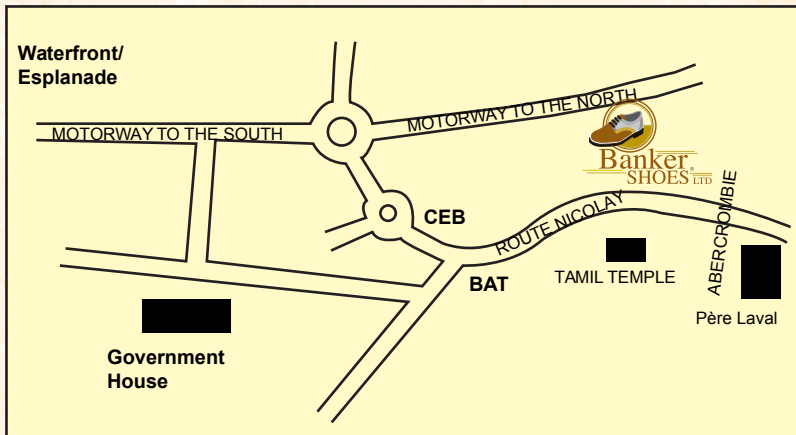 Waterfront/
Esplanade
MOTORWAY TO THE SOUTH
MOTORWAY TO THE NORTH
Banker
SHOES LTD
CEB
ROUTE NICOLAY
ABERCROMBIE
BAT
TAMIL TEMPLE
Père Laval
Government
House